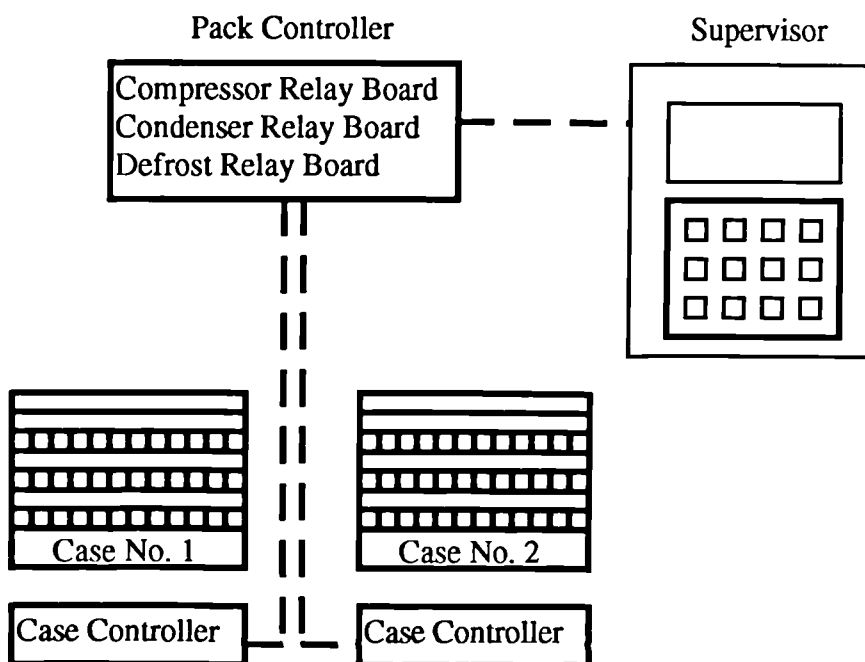 Pack Controller
Supervisor
Compressor Relay Board
Condenser Relay Board
Defrost Relay Board
Case No. 1
Case No. 2
Case Controller
Case Controller